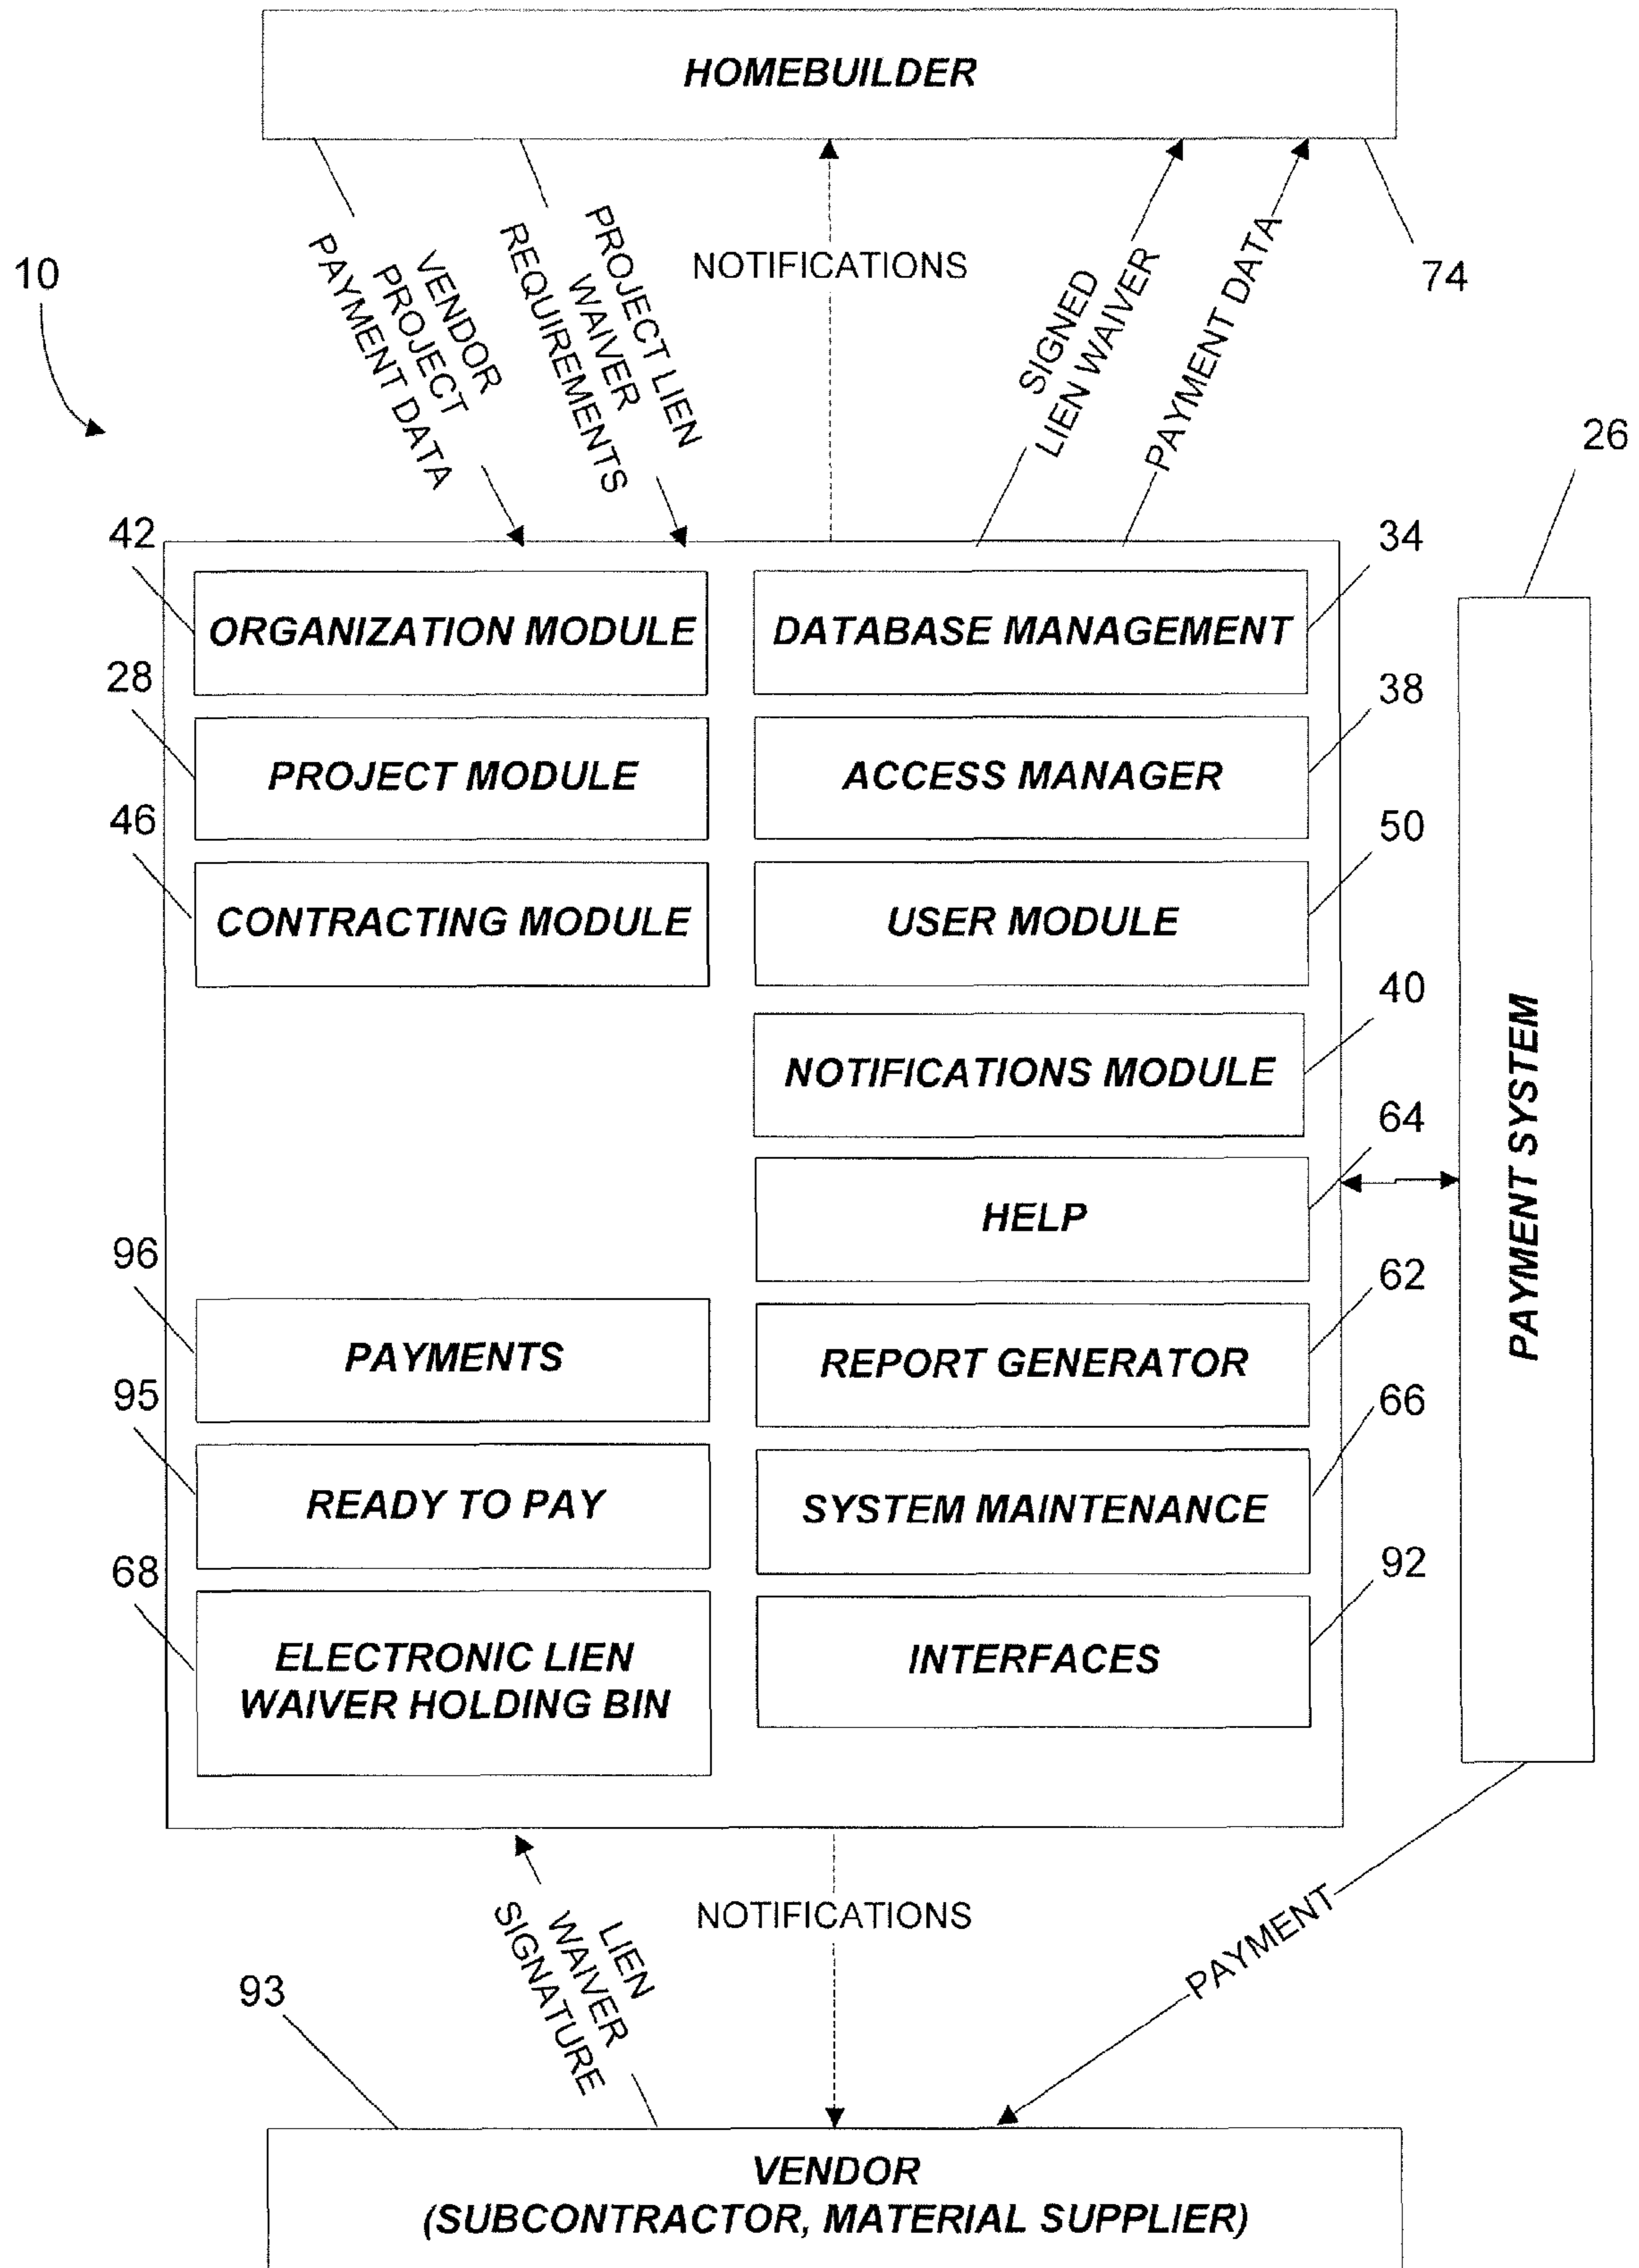 HOMEBUILDER
74
10
VENDOR
PROJECT
PAYMENT DATA
PROJECT LIEN
WAIVER
REQUIREMENTS
NOTIFICATIONS
SIGNED
LIEN WAIVER
PAYMENT DATA
26
42
ORGANIZATION MODULE
34
DATABASE MANAGEMENT
28
PROJECT MODULE
38
ACCESS MANAGER
46
CONTRACTING MODULE
50
USER MODULE
40
NOTIFICATIONS MODULE
64
HELP
PAYMENT SYSTEM
96
PAYMENTS
62
REPORT GENERATOR
95
READY TO PAY
66
SYSTEM MAINTENANCE
68
ELECTRONIC LIEN
WAIVER HOLDING BIN
92
INTERFACES
LIEN
WAIVER
SIGNATURE
NOTIFICATIONS
PAYMENT
93
VENDOR
(SUBCONTRACTOR, MATERIAL SUPPLIER)